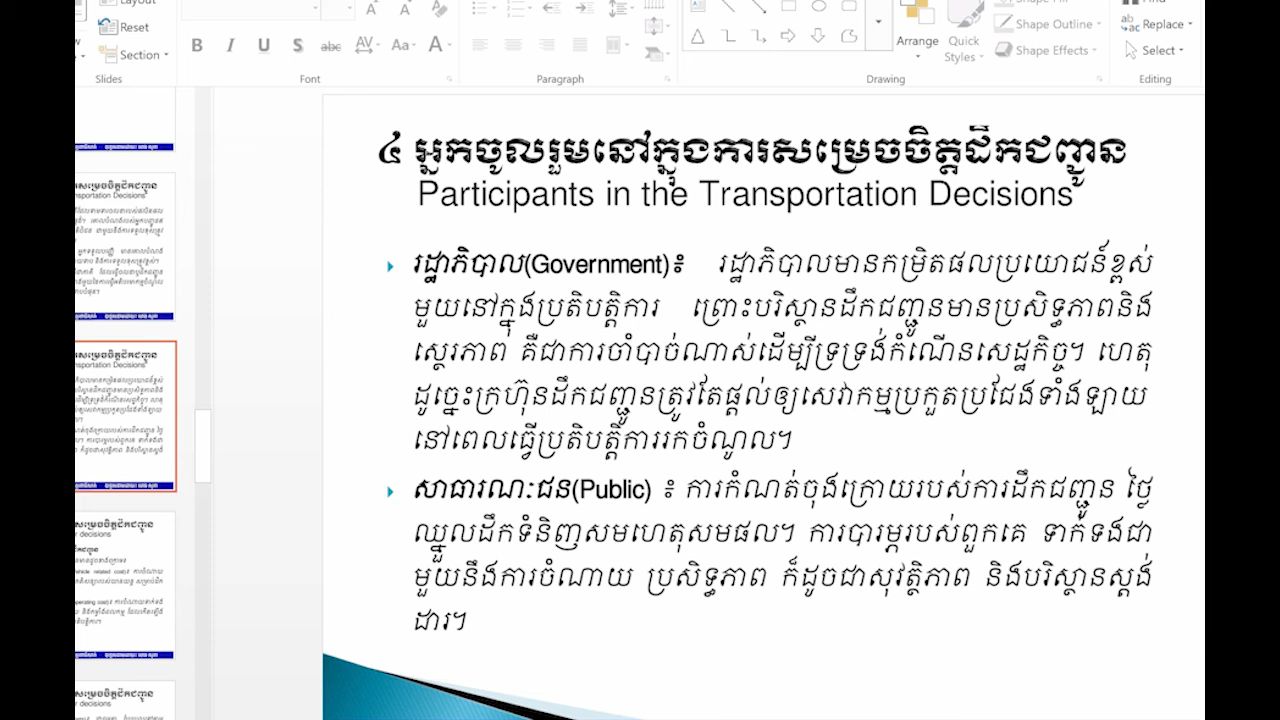 Layout
Reset
Section
Slides
B I U S abc AV Aa A
Font
Paragraph
Arrange
Quick
Styles
Shape Fill
Shape Outline
Shape Effects
Drawing
Find
Replace
Select
Editing
៤ អ្នកចូលរួមនៅក្នុងការសម្រេចចិត្តដឹកជញ្ជូន
Participants in the Transportation Decisions
រដ្ឋាភិបាល(Government)៖ រដ្ឋាភិបាលមានកម្រិតផលប្រយោជន៍ខ្ពស់
មួយនៅក្នុងប្រតិបត្តិការ ព្រោះបរិស្ថានដឹកជញ្ជូនមានប្រសិទ្ធភាពនិង
ស្ថេរភាព គឺជាការចាំបាច់ណាស់ដើម្បីទ្រទ្រង់កំណើនសេដ្ឋកិច្ច។ ហេតុ
ដូច្នេះក្រហ៊ុនដឹកជញ្ជូនត្រូវតែផ្តល់ឲ្យសេវាកម្មប្រកួតប្រជែងទាំងឡាយ
នៅពេលធ្វើប្រតិបត្តិការរកចំណូល។
សាធារណៈជន(Public) ៖ ការកំណត់ចុងក្រោយរបស់ការដឹកជញ្ជូន ថ្លៃ
ឈ្នួលដឹកទំនិញសមហេតុសមផល។ ការបារម្ភរបស់ពួកគេ ទាក់ទងជា
មួយនឹងការចំណាយ ប្រសិទ្ធភាព ក៏ដូចជាសុវត្ថិភាព និងបរិស្ថានស្តង់
ដារ។